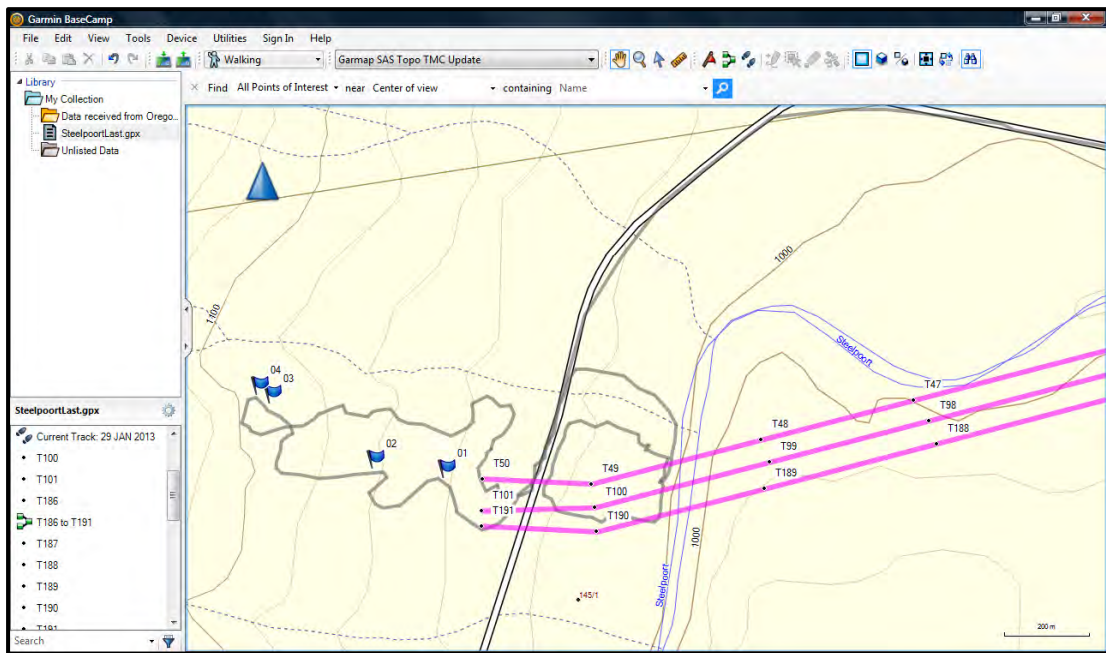 Garmin BaseCamp
File Edit View Tools Device Utilities Sign In Help
Walking Garmap SAS Topo TMC Update
Library
My Collection
Data received from Orego...
SteelpoortLast.gpx
Unlisted Data
Find All Points of Interest near Center of view containing Name
1000
1100
Steelpoort
04
03
T47
T98
T48
T188
02
01
T99
T50
T49
T189
T101
T100
T191
T190
1000
Steelpoort
145/1
200 m
SteelpoortLast.gpx
Current Track: 29 JAN 2013
T100
T101
T186
T186 to T191
T187
T188
T189
T190
T191
Search